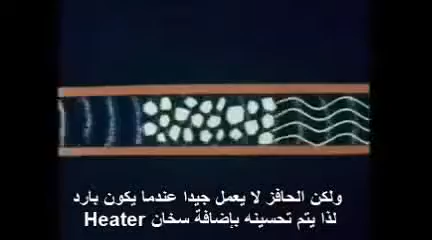 ولكن الحافز لا يعمل جيدا عندما يكون بارد
لذا يتم تحسينه بإضافة سخان Heater